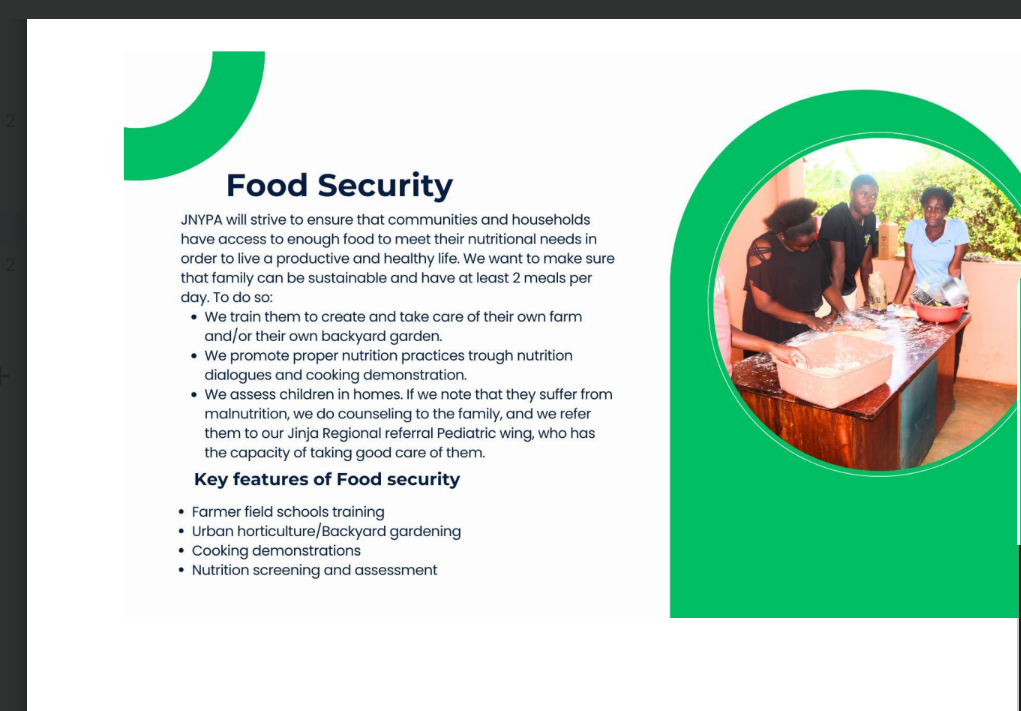 Food Security
JNYPA will strive to ensure that communities and households
have access to enough food to meet their nutritional needs in
order to live a productive and healthy life. We want to make sure
that family can be sustainable and have at least 2 meals per
day. To do so:
• We train them to create and take care of their own farm
and/or their own backyard garden.
• We promote proper nutrition practices trough nutrition
dialogues and cooking demonstration.
• We assess children in homes. If we note that they suffer from
malnutrition, we do counseling to the family, and we refer
them to our Jinja Regional referral Pediatric wing, who has
the capacity of taking good care of them.
Key features of Food security
• Farmer field schools training
• Urban horticulture/Backyard gardening
• Cooking demonstrations
• Nutrition screening and assessment
2
2